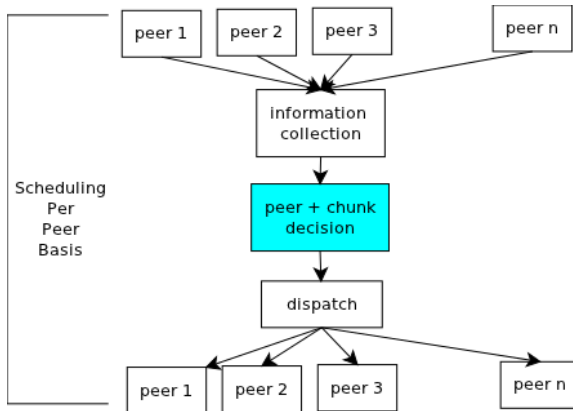 peer 1
peer 2
peer 3
peer n
information
collection
Scheduling
Per
Peer
Basis
peer + chunk
decision
dispatch
peer 1
peer 2
peer 3
peer n